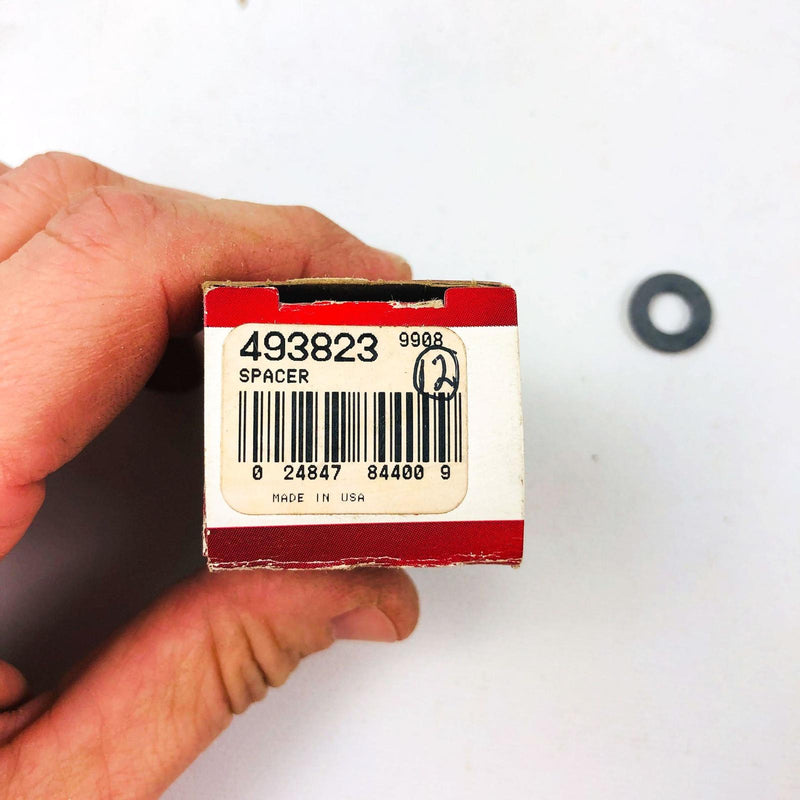 493823 9908
SPACER 12
0 24847 84400 9
MADE IN USA